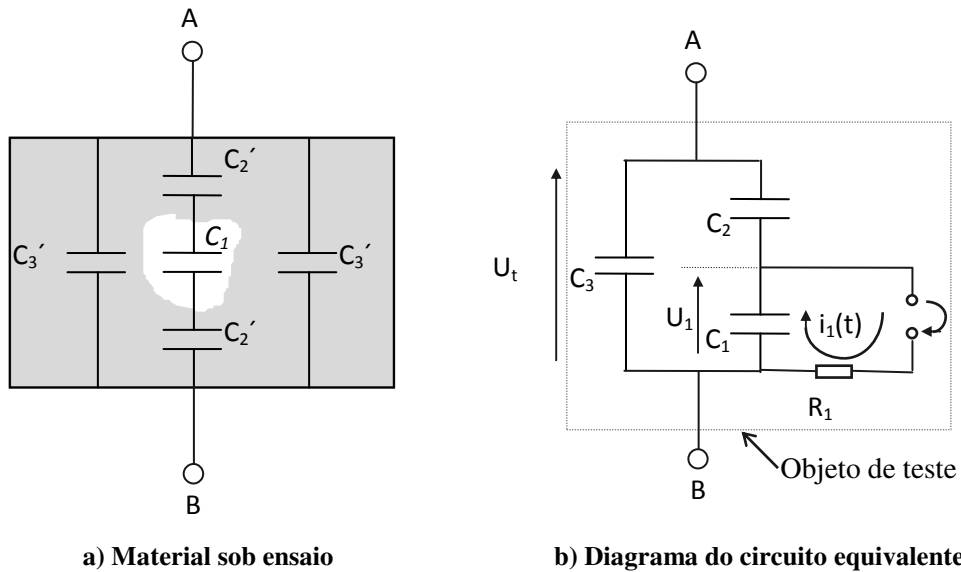 A
C₂´
C₁
C₃´
C₃´
C₂´
B
a) Material sob ensaio
A
Uₜ
C₂
C₃
U₁
C₁
i₁(t)
R₁
B
Objeto de teste
b) Diagrama do circuito equivalente